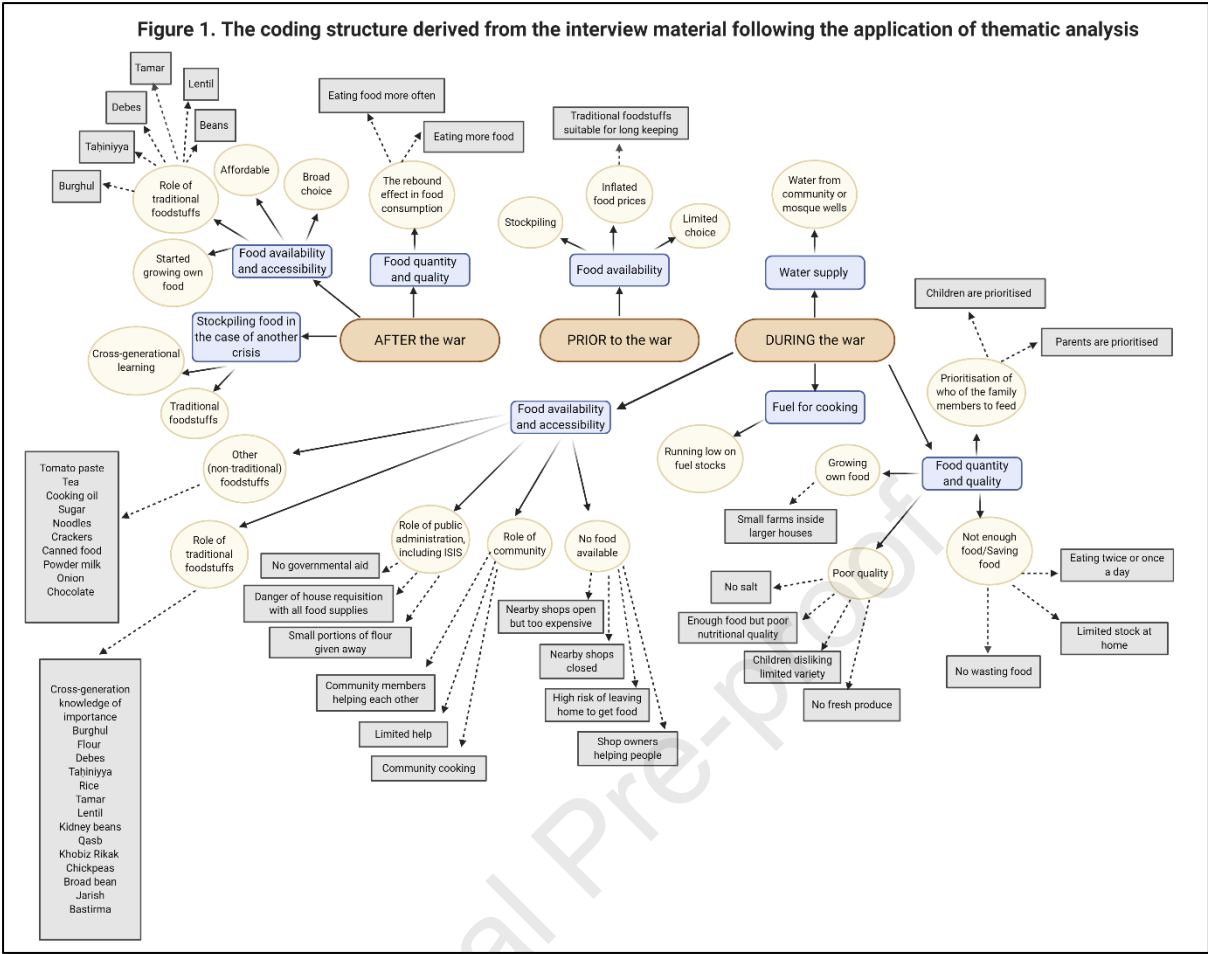 Figure 1. The coding structure derived from the interview material following the application of thematic analysis
Tamar
Lentil
Debes
Beans
Taḥiniyya
Burghul
Role of
traditional
foodstuffs
Affordable
Broad
choice
Started
growing own
food
Food availability
and accessibility
Eating food more often
Eating more food
The rebound
effect in food
consumption
Food quantity
and quality
Stockpiling food in
the case of another
crisis
Cross-generational
learning
Traditional
foodstuffs
AFTER the war
Traditional foodstuffs
suitable for long keeping
Inflated
food prices
Stockpiling
Limited
choice
Food availability
PRIOR to the war
Water from
community or
mosque wells
Water supply
DURING the war
Fuel for cooking
Running low on
fuel stocks
Children are prioritised
Parents are prioritised
Prioritisation of
who of the family
members to feed
Food quantity
and quality
Growing
own food
Small farms inside
larger houses
Not enough
food/Saving
food
Eating twice or once
a day
Limited stock at
home
No wasting food
Poor quality
No salt
Enough food but poor
nutritional quality
Children disliking
limited variety
No fresh produce
Food availability
and accessibility
Other
(non-traditional)
foodstuffs
Tomato paste
Tea
Cooking oil
Sugar
Noodles
Crackers
Canned food
Powder milk
Onion
Chocolate
Role of
traditional
foodstuffs
Cross-generation
knowledge of
importance
Burghul
Flour
Debes
Taḥiniyya
Rice
Tamar
Lentil
Kidney beans
Qasb
Khobiz Rikak
Chickpeas
Broad bean
Jarish
Bastirma
Role of public
administration,
including ISIS
No governmental aid
Danger of house requisition
with all food supplies
Small portions of flour
given away
Role of
community
Community members
helping each other
Limited help
Community cooking
No food
available
Nearby shops open
but too expensive
Nearby shops
closed
High risk of leaving
home to get food
Shop owners
helping people
al Pre-proof